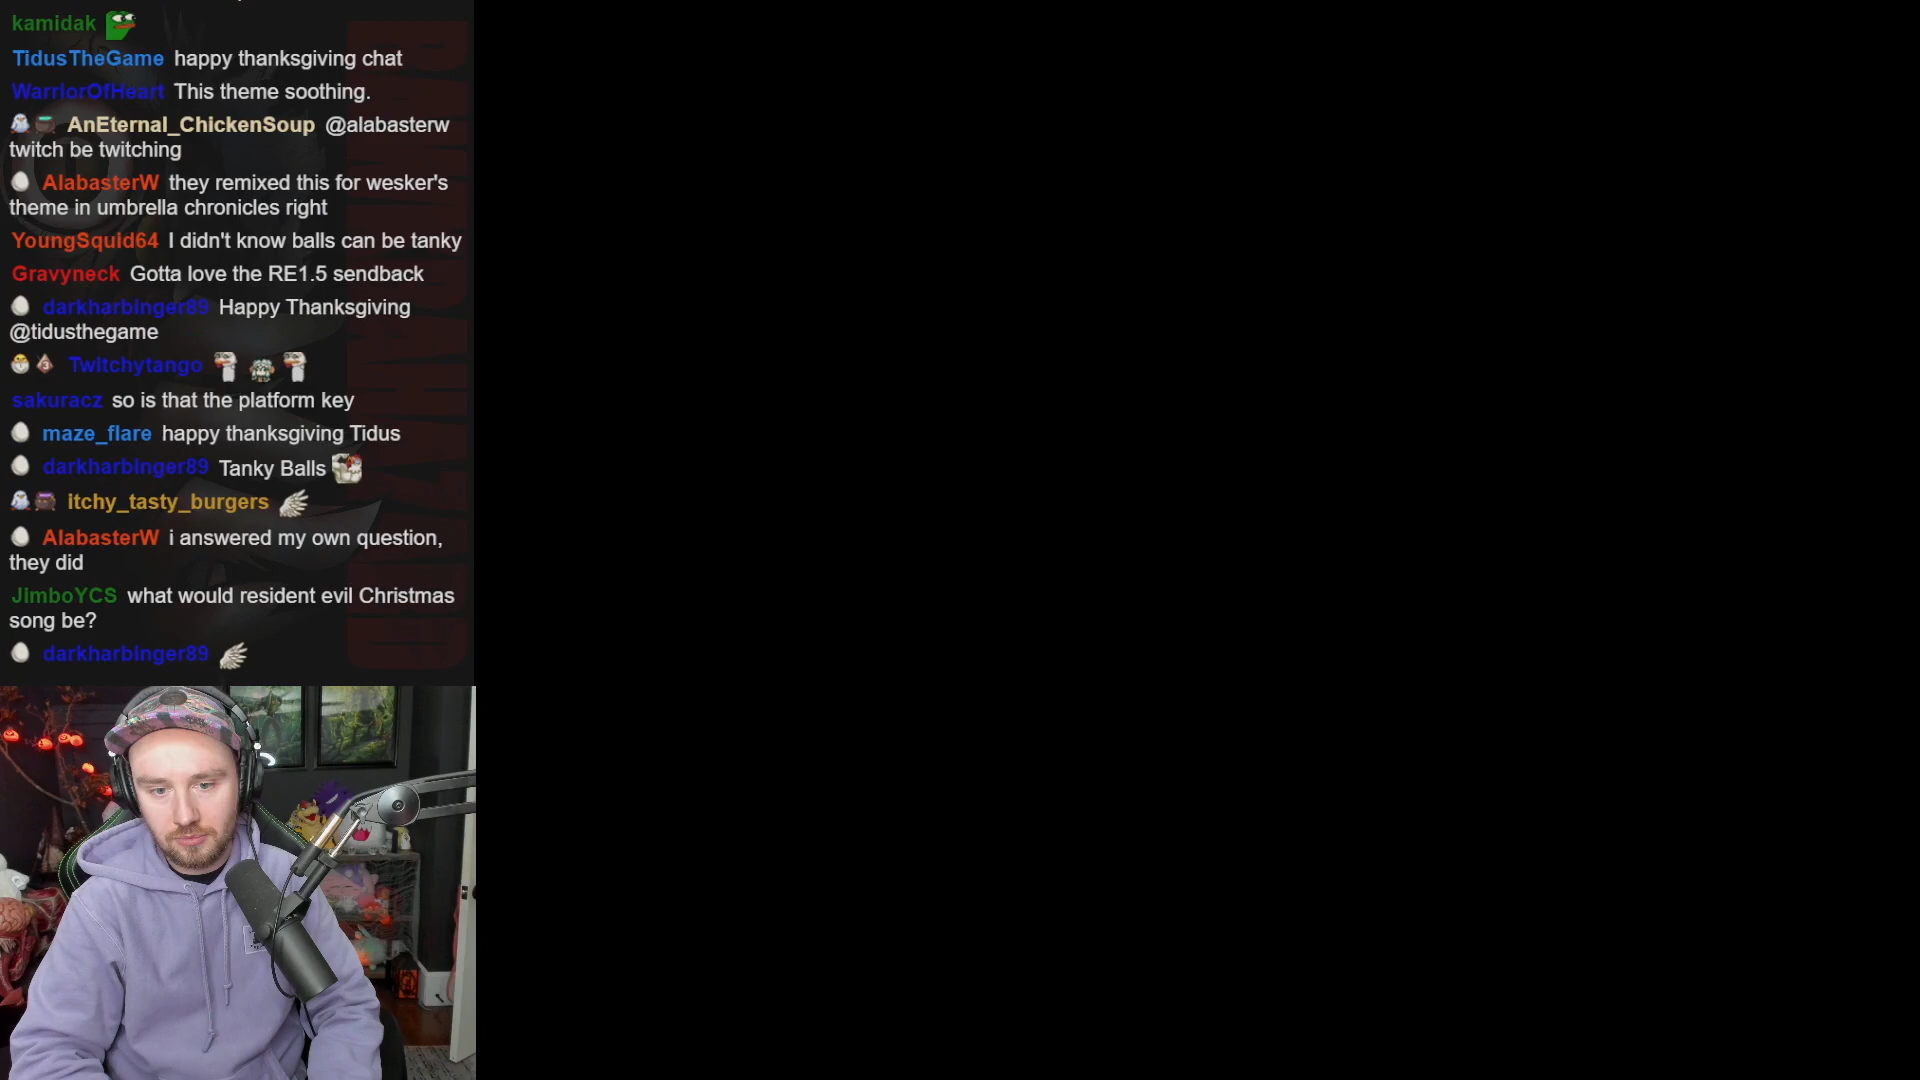 kamidak
TidusTheGame happy thanksgiving chat
WarriorOfHeart This theme soothing.
AnEternal_ChickenSoup @alabasterw
twitch be twitching
AlabasterW they remixed this for wesker's
theme in umbrella chronicles right
YoungSquid64 I didn't know balls can be tanky
Gravyneck Gotta love the RE1.5 sendback
darkharbinger89 Happy Thanksgiving
@tidusthegame
Twitchytango
sakuracz so is that the platform key
maze_flare happy thanksgiving Tidus
darkharbinger89 Tanky Balls
itchy_tasty_burgers
AlabasterW i answered my own question,
they did
JimboYCS what would resident evil Christmas
song be?
darkharbinger89